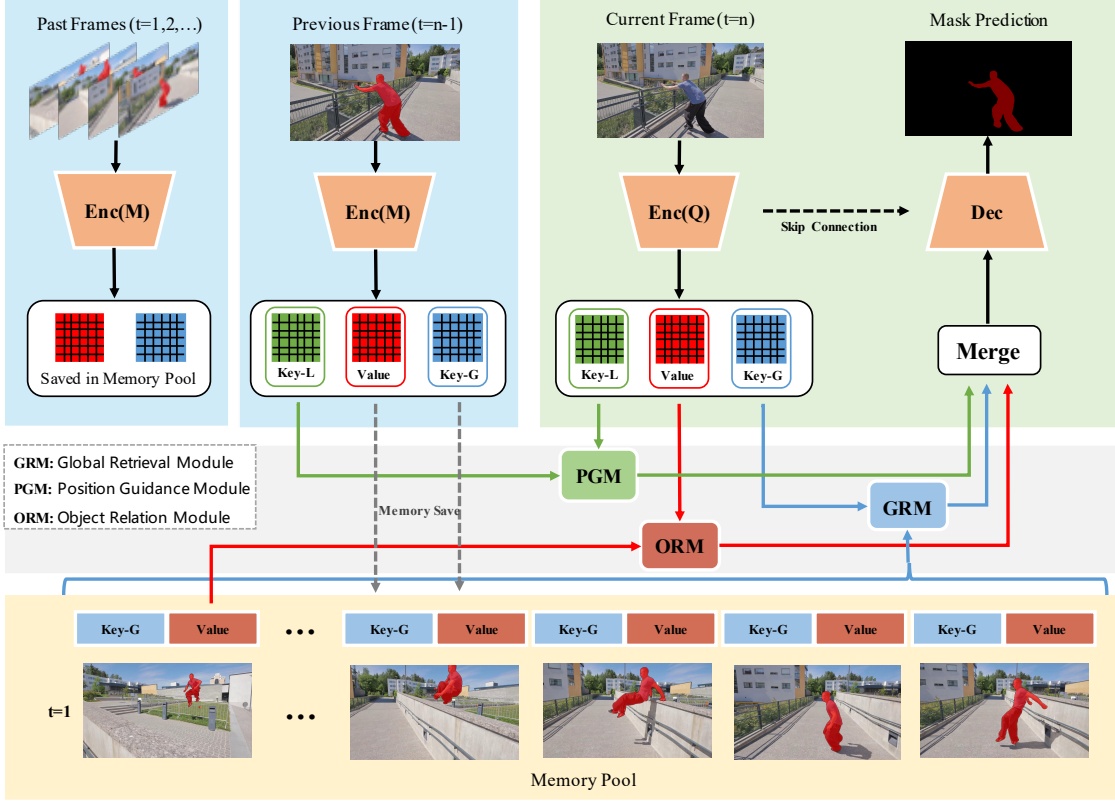 Past Frames (t=1,2,…)
Previous Frame (t=n-1)
Current Frame (t=n)
Mask Prediction
Enc(M)
Enc(M)
Enc(Q)
Skip Connection
Dec
Saved in Memory Pool
Key-L
Value
Key-G
Key-L
Value
Key-G
Merge
GRM: Global Retrieval Module
PGM: Position Guidance Module
ORM: Object Relation Module
Memory Save
PGM
GRM
ORM
Key-G Value ... Key-G Value Key-G Value Key-G Value Key-G Value
t=1 ...
Memory Pool